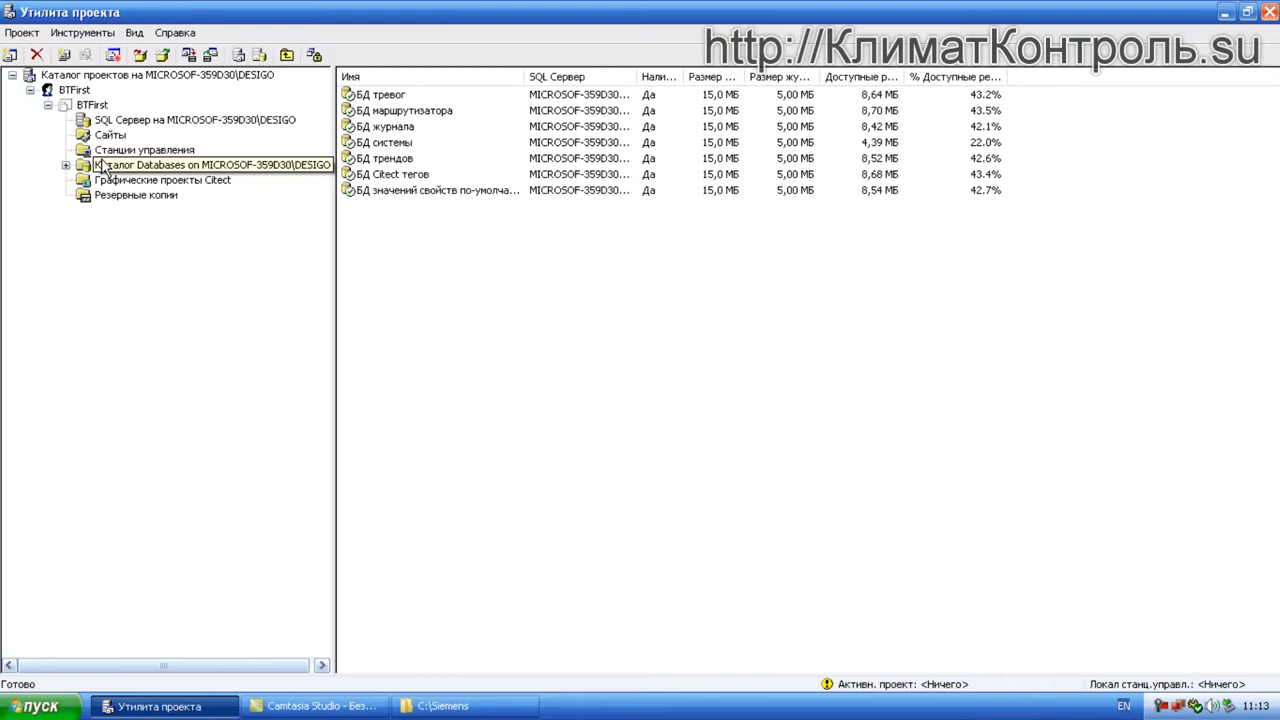 Утилита проекта
Проект Инструменты Вид Справка
http://КлиматКонтроль.su
Каталог проектов на MICROSOF-359D30\DESIGO
BTFirst
BTFirst
SQL Сервер на MICROSOF-359D30\DESIGO
Сайты
Станции управления
Каталог Databases on MICROSOF-359D30\DESIGO
Графические проекты Citect
Резервные копии
Имя SQL Сервер Нали... Размер ... Размер жу... Доступные р... % Доступные ре...
БД тревог MICROSOF-359D30... Да 15,0 МБ 5,00 МБ 8,64 МБ 43.2%
БД маршрутизатора MICROSOF-359D30... Да 15,0 МБ 5,00 МБ 8,70 МБ 43.5%
БД журнала MICROSOF-359D30... Да 15,0 МБ 5,00 МБ 8,42 МБ 42.1%
БД системы MICROSOF-359D30... Да 15,0 МБ 5,00 МБ 4,39 МБ 22.0%
БД трендов MICROSOF-359D30... Да 15,0 МБ 5,00 МБ 8,52 МБ 42.6%
БД Citect тегов MICROSOF-359D30... Да 15,0 МБ 5,00 МБ 8,68 МБ 43.4%
БД значений свойств по-умолча... MICROSOF-359D30... Да 15,0 МБ 5,00 МБ 8,54 МБ 42.7%
Готово Активн. проект: <Ничего> Локал станц.управл.: <Ничего>
пуск Утилита проекта Camtasia Studio - Без... C:\Siemens EN 11:13